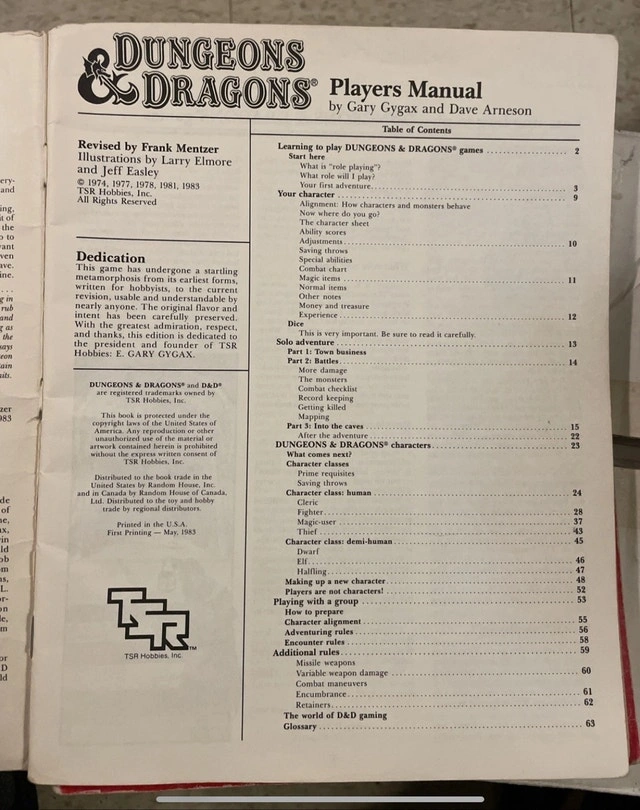 DUNGEONS
& DRAGONS® Players Manual
by Gary Gygax and Dave Arneson
Revised by Frank Mentzer
Illustrations by Larry Elmore
and Jeff Easley
© 1974, 1977, 1978, 1981, 1983
TSR Hobbies, Inc.
All Rights Reserved
Dedication
This game has undergone a startling
metamorphosis from its earliest forms,
written for hobbyists, to the current
revision, usable and understandable by
nearly anyone. The original flavor and
intent has been carefully preserved.
With the greatest admiration, respect,
and thanks, this edition is dedicated to
the president and founder of TSR
Hobbies: E. GARY GYGAX.
DUNGEONS & DRAGONS® and D&D®
are registered trademarks owned by
TSR Hobbies, Inc.
This book is protected under the
copyright laws of the United States of
America. Any reproduction or other
unauthorized use of the material or
artwork contained herein is prohibited
without the express written consent of
TSR Hobbies, Inc.
Distributed to the book trade in the
United States by Random House, Inc.
and in Canada by Random House of Canada,
Ltd. Distributed to the toy and hobby
trade by regional distributors.
Printed in the U.S.A.
First Printing — May, 1983
TSR™
TSR Hobbies, Inc.
Table of Contents
Learning to play DUNGEONS & DRAGONS® games 2
Start here
What is "role playing"?
What role will I play?
Your first adventure 3
Your character 9
Alignment: How characters and monsters behave
Now where do you go?
The character sheet
Ability scores
Adjustments 10
Saving throws
Special abilities
Combat chart
Magic items 11
Normal items
Other notes
Money and treasure
Experience 12
Dice
This is very important. Be sure to read it carefully.
Solo adventure 13
Part 1: Town business
Part 2: Battles 14
More damage
The monsters
Combat checklist
Record keeping
Getting killed
Mapping
Part 3: Into the caves 15
After the adventure 22
DUNGEONS & DRAGONS® characters 23
What comes next?
Character classes
Prime requisites
Saving throws
Character class: human 24
Cleric
Fighter 28
Magic-user 37
Thief 43
Character class: demi-human 45
Dwarf
Elf 46
Halfling 47
Making up a new character 48
Players are not characters! 52
Playing with a group 53
How to prepare
Character alignment 55
Adventuring rules 56
Encounter rules 58
Additional rules 59
Missile weapons
Variable weapon damage 60
Combat maneuvers
Encumbrance 61
Retainers 62
The world of D&D gaming
Glossary 63